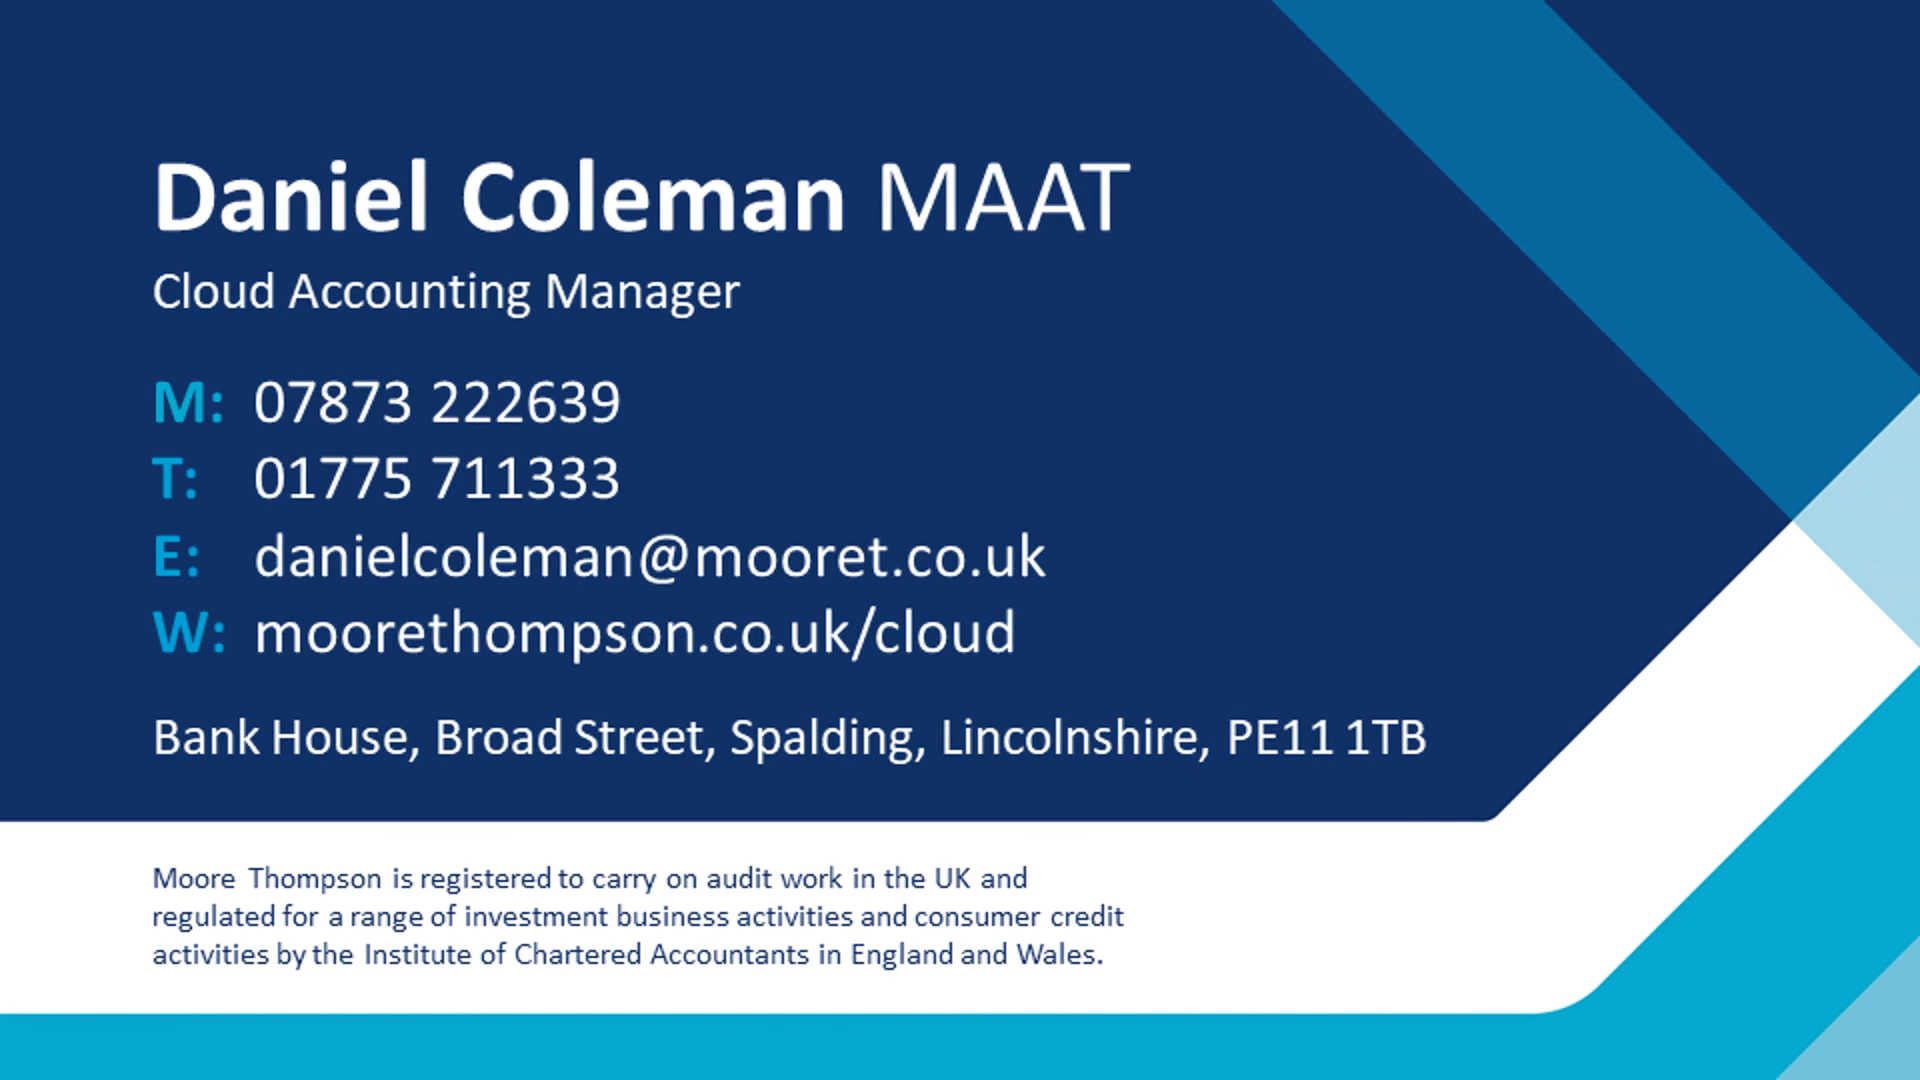 Daniel Coleman MAAT
Cloud Accounting Manager
M: 07873 222639
T: 01775 711333
E: danielcoleman@mooret.co.uk
W: moorethompson.co.uk/cloud
Bank House, Broad Street, Spalding, Lincolnshire, PE11 1TB
Moore Thompson is registered to carry on audit work in the UK and
regulated for a range of investment business activities and consumer credit
activities by the Institute of Chartered Accountants in England and Wales.